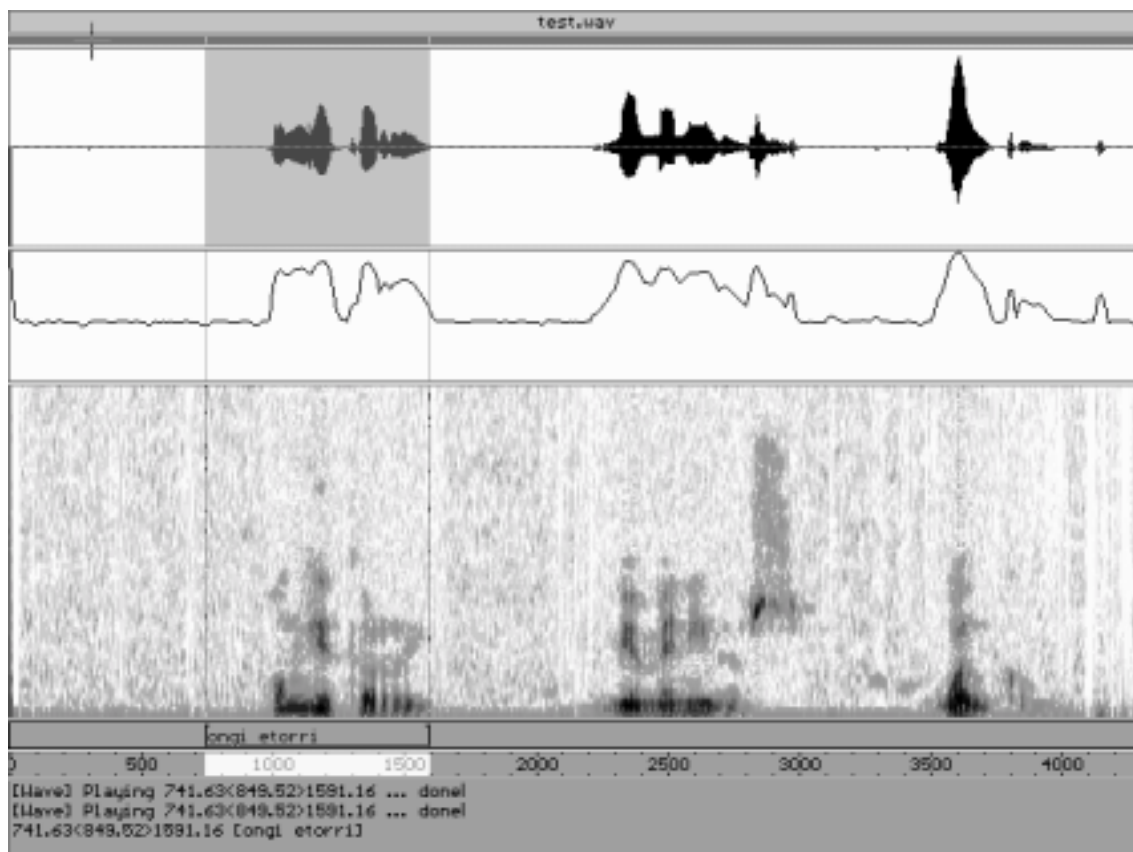 test.wav
ongi etorri
0 500 1000 1500 2000 2500 3000 3500 4000
[Wave] Playing 741.63<849.52>1591.16 ... done!
[Wave] Playing 741.63<849.52>1591.16 ... done!
741.63<849.52>1591.16 [ongi etorri]